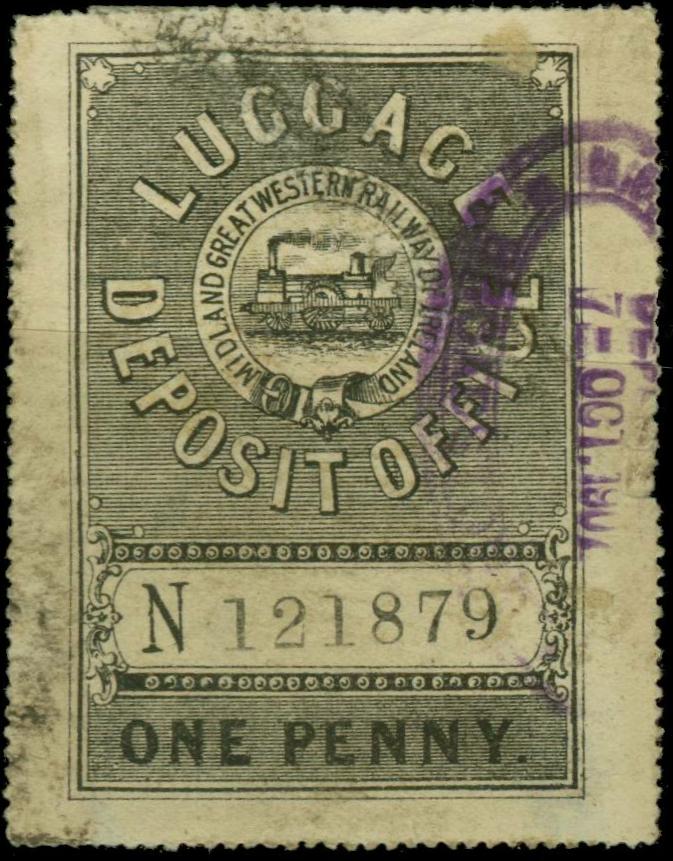 LUGGAGE
MIDLAND GREAT WESTERN RAILWAY OF IRELAND
DEPOSIT OFFICE
7 OCT. 190
N 121879
ONE PENNY.